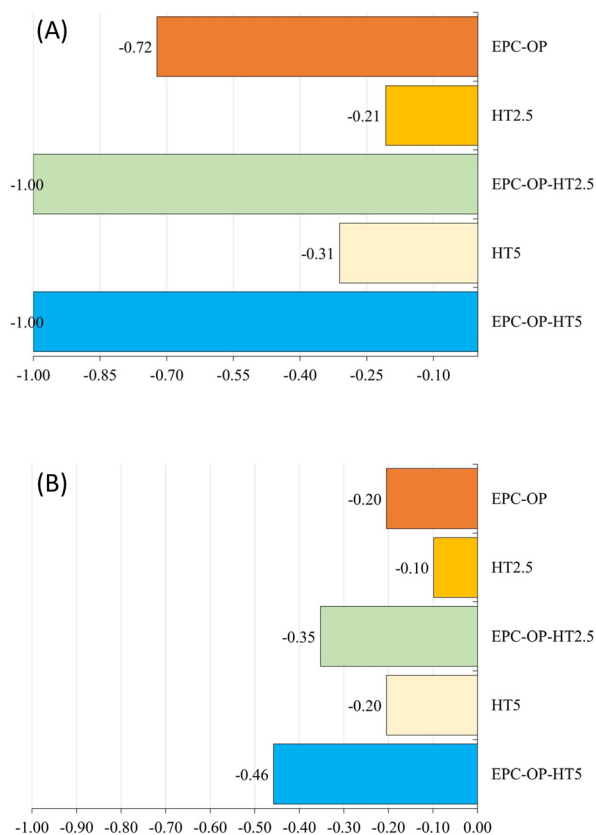 (A)
-0.72 EPC-OP
-0.21 HT2.5
-1.00 EPC-OP-HT2.5
-0.31 HT5
-1.00 EPC-OP-HT5
-1.00 -0.85 -0.70 -0.55 -0.40 -0.25 -0.10
(B)
-0.20 EPC-OP
-0.10 HT2.5
-0.35 EPC-OP-HT2.5
-0.20 HT5
-0.46 EPC-OP-HT5
-1.00 -0.90 -0.80 -0.70 -0.60 -0.50 -0.40 -0.30 -0.20 -0.10 0.00